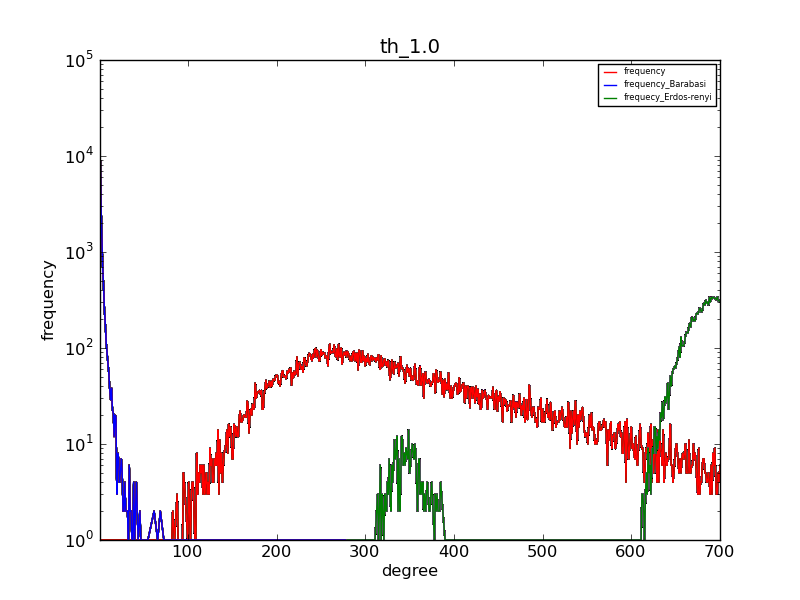 th_1.0
10^5
frequency
frequency_Barabasi
frequecy_Erdos-renyi
10^4
10^3
frequency
10^2
10^1
10^0
100 200 300 400 500 600 700
degree